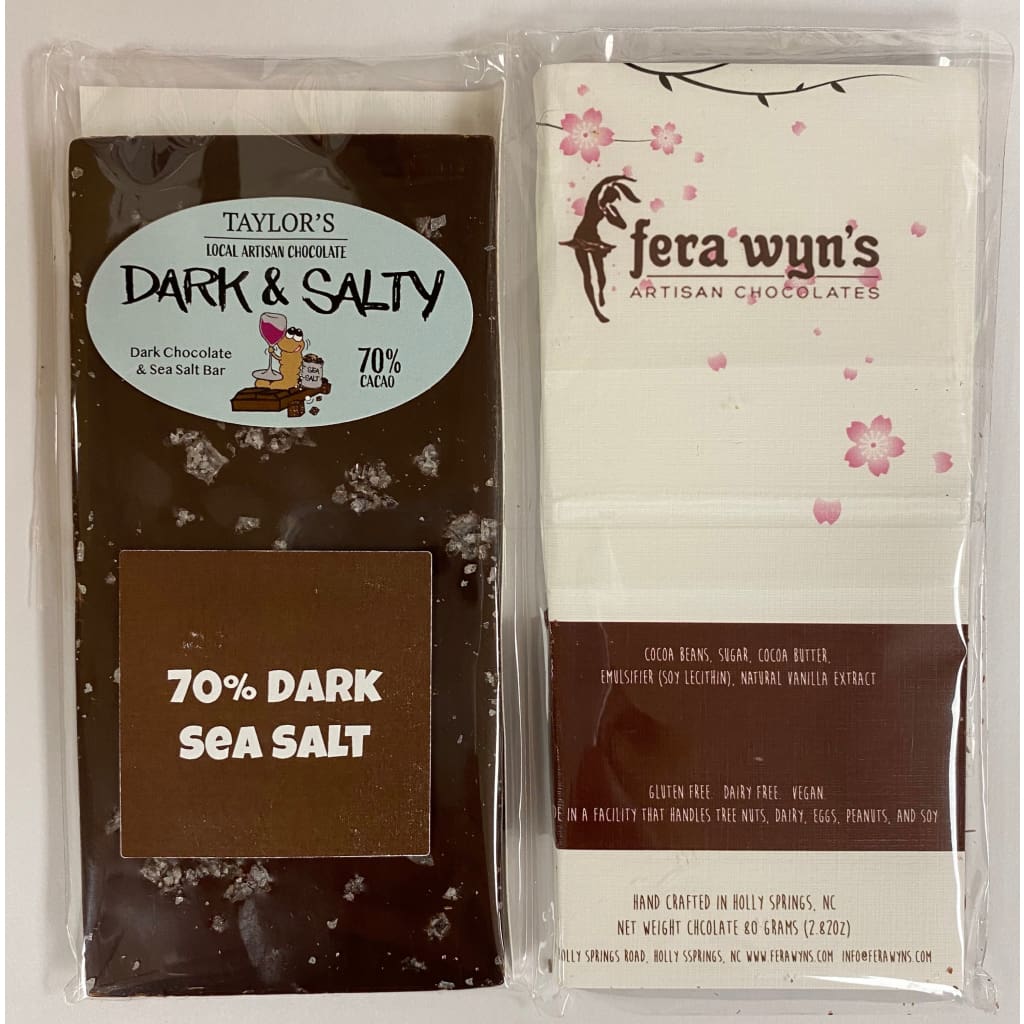 TAYLOR'S
LOCAL ARTISAN CHOCOLATE
DARK & SALTY
Dark Chocolate
& Sea Salt Bar
70%
CACAO
SEA
SALT
70% DARK
SEA SALT
fera wyn's
ARTISAN CHOCOLATES
COCOA BEANS, SUGAR, COCOA BUTTER,
EMULSIFIER (SOY LECITHIN), NATURAL VANILLA EXTRACT
GLUTEN FREE. DAIRY FREE. VEGAN
IN A FACILITY THAT HANDLES TREE NUTS, DAIRY, EGGS, PEANUTS, AND SOY
HAND CRAFTED IN HOLLY SPRINGS, NC
NET WEIGHT CHCOLATE 80 GRAMS (2.82OZ)
SPRINGS ROAD, HOLLY SSPRINGS, NC WWW.FERAWYNS.COM INFO@FERAWYNS.COM